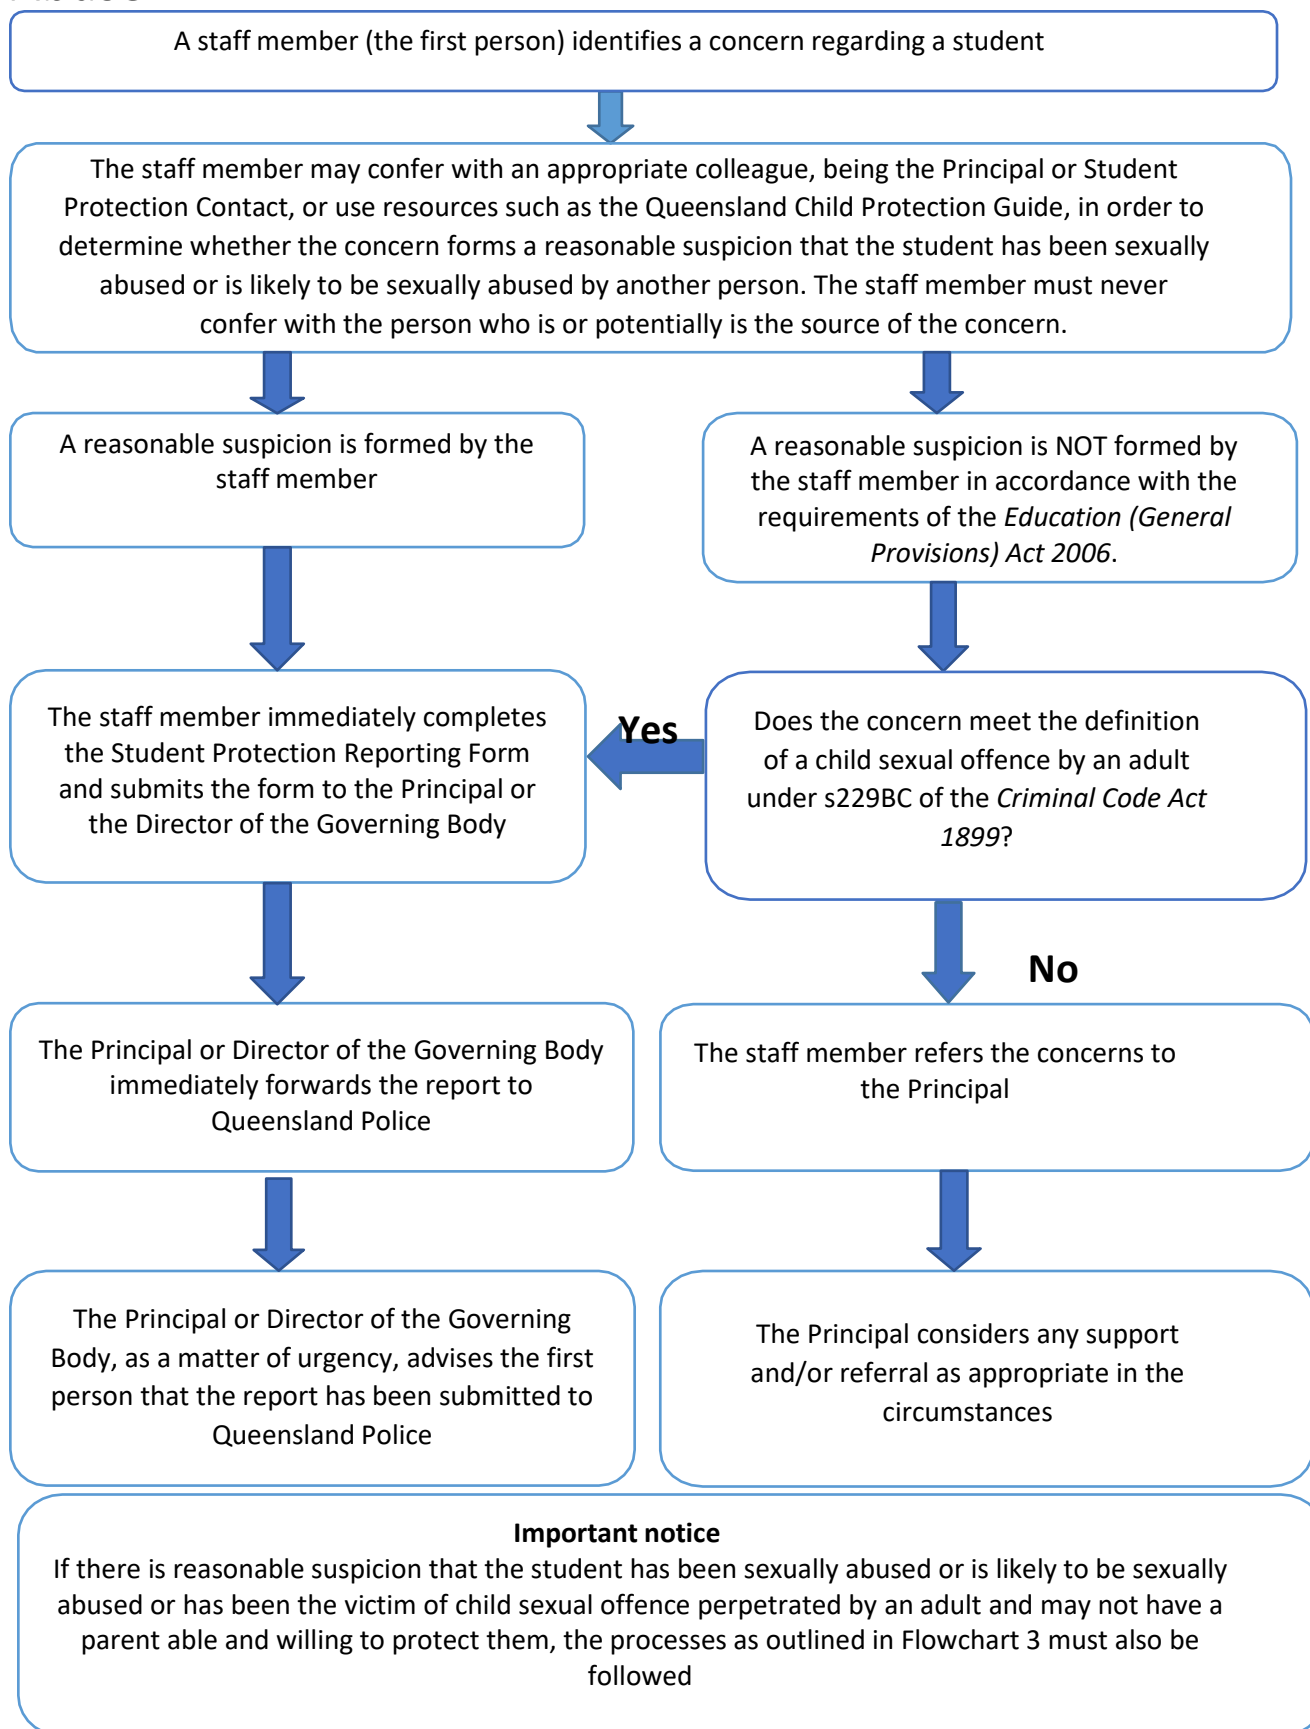 A staff member (the first person) identifies a concern regarding a student
The staff member may confer with an appropriate colleague, being the Principal or Student
Protection Contact, or use resources such as the Queensland Child Protection Guide, in order to
determine whether the concern forms a reasonable suspicion that the student has been sexually
abused or is likely to be sexually abused by another person. The staff member must never
confer with the person who is or potentially is the source of the concern.
A reasonable suspicion is formed by the
staff member
A reasonable suspicion is NOT formed by
the staff member in accordance with the
requirements of the Education (General
Provisions) Act 2006.
The staff member immediately completes
the Student Protection Reporting Form
and submits the form to the Principal or
the Director of the Governing Body
Yes
Does the concern meet the definition
of a child sexual offence by an adult
under s229BC of the Criminal Code Act
1899?
No
The Principal or Director of the Governing Body
immediately forwards the report to
Queensland Police
The staff member refers the concerns to
the Principal
The Principal or Director of the Governing
Body, as a matter of urgency, advises the first
person that the report has been submitted to
Queensland Police
The Principal considers any support
and/or referral as appropriate in the
circumstances
Important notice
If there is reasonable suspicion that the student has been sexually abused or is likely to be sexually
abused or has been the victim of child sexual offence perpetrated by an adult and may not have a
parent able and willing to protect them, the processes as outlined in Flowchart 3 must also be
followed